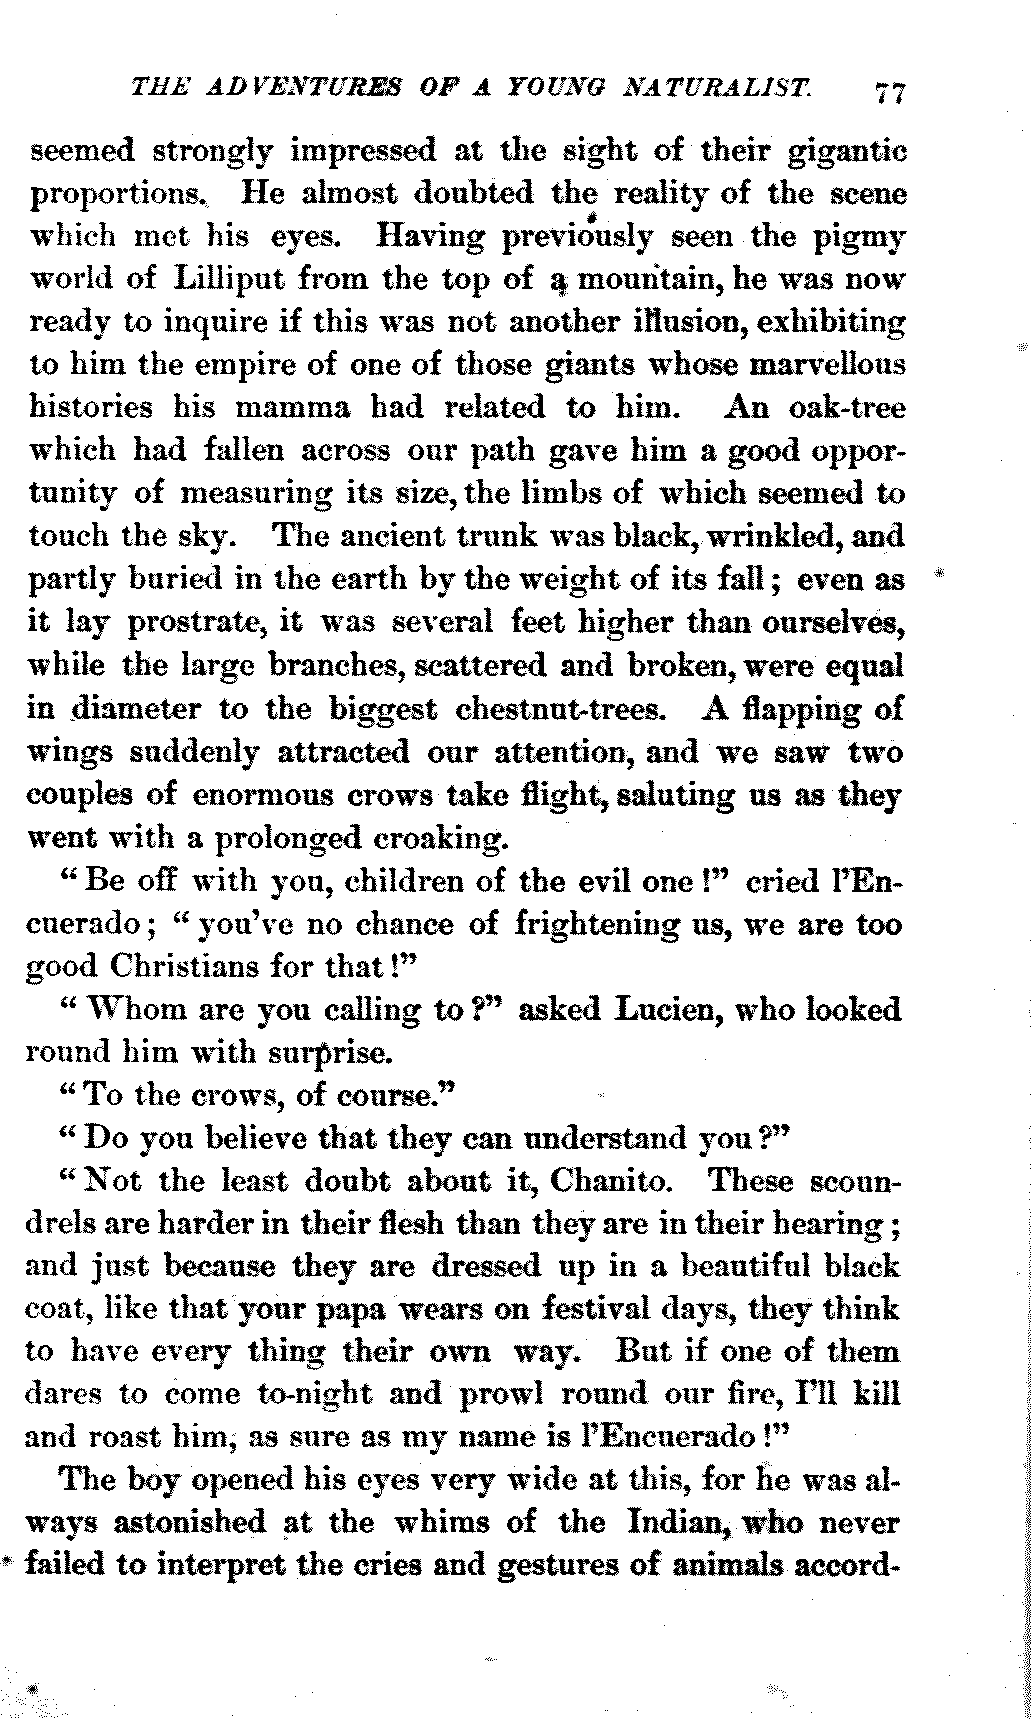 THE ADVENTURES OF A YOUNG NATURALIST. 77
seemed strongly impressed at the sight of their gigantic
proportions. He almost doubted the reality of the scene
which met his eyes. Having previously seen the pigmy
world of Lilliput from the top of a mountain, he was now
ready to inquire if this was not another illusion, exhibiting
to him the empire of one of those giants whose marvellous
histories his mamma had related to him. An oak-tree
which had fallen across our path gave him a good oppor-
tunity of measuring its size, the limbs of which seemed to
touch the sky. The ancient trunk was black, wrinkled, and
partly buried in the earth by the weight of its fall; even as
it lay prostrate, it was several feet higher than ourselves,
while the large branches, scattered and broken, were equal
in diameter to the biggest chestnut-trees. A flapping of
wings suddenly attracted our attention, and we saw two
couples of enormous crows take flight, saluting us as they
went with a prolonged croaking.
"Be off with you, children of the evil one!" cried l'En-
cuerado; "you've no chance of frightening us, we are too
good Christians for that!"
"Whom are you calling to?" asked Lucien, who looked
round him with surprise.
"To the crows, of course."
"Do you believe that they can understand you?"
"Not the least doubt about it, Chanito. These scoun-
drels are harder in their flesh than they are in their hearing;
and just because they are dressed up in a beautiful black
coat, like that your papa wears on festival days, they think
to have every thing their own way. But if one of them
dares to come to-night and prowl round our fire, I'll kill
and roast him, as sure as my name is l'Encuerado!"
The boy opened his eyes very wide at this, for he was al-
ways astonished at the whims of the Indian, who never
failed to interpret the cries and gestures of animals accord-